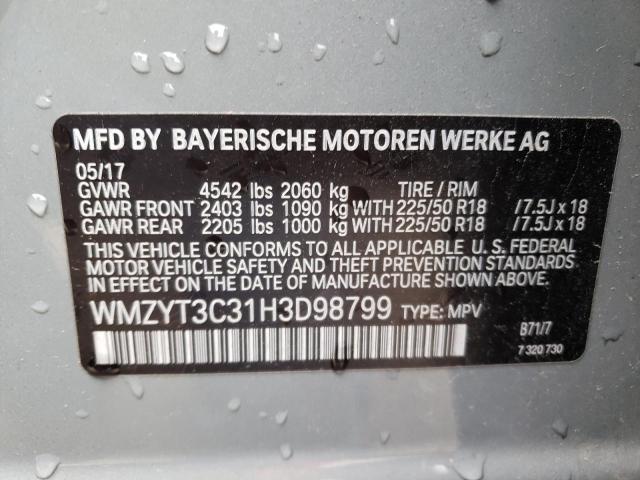 MFD BY BAYERISCHE MOTOREN WERKE AG
05/17
GVWR 4542 lbs 2060 kg TIRE / RIM
GAWR FRONT 2403 lbs 1090 kg WITH 225/50 R18 /7.5J x 18
GAWR REAR 2205 lbs 1000 kg WITH 225/50 R18 /7.5J x 18
THIS VEHICLE CONFORMS TO ALL APPLICABLE U. S. FEDERAL
MOTOR VEHICLE SAFETY AND THEFT PREVENTION STANDARDS IN
EFFECT ON THE DATE OF MANUFACTURE SHOWN ABOVE.
WMZYT3C31H3D98799 TYPE: MPV
B71/7
7 320 730